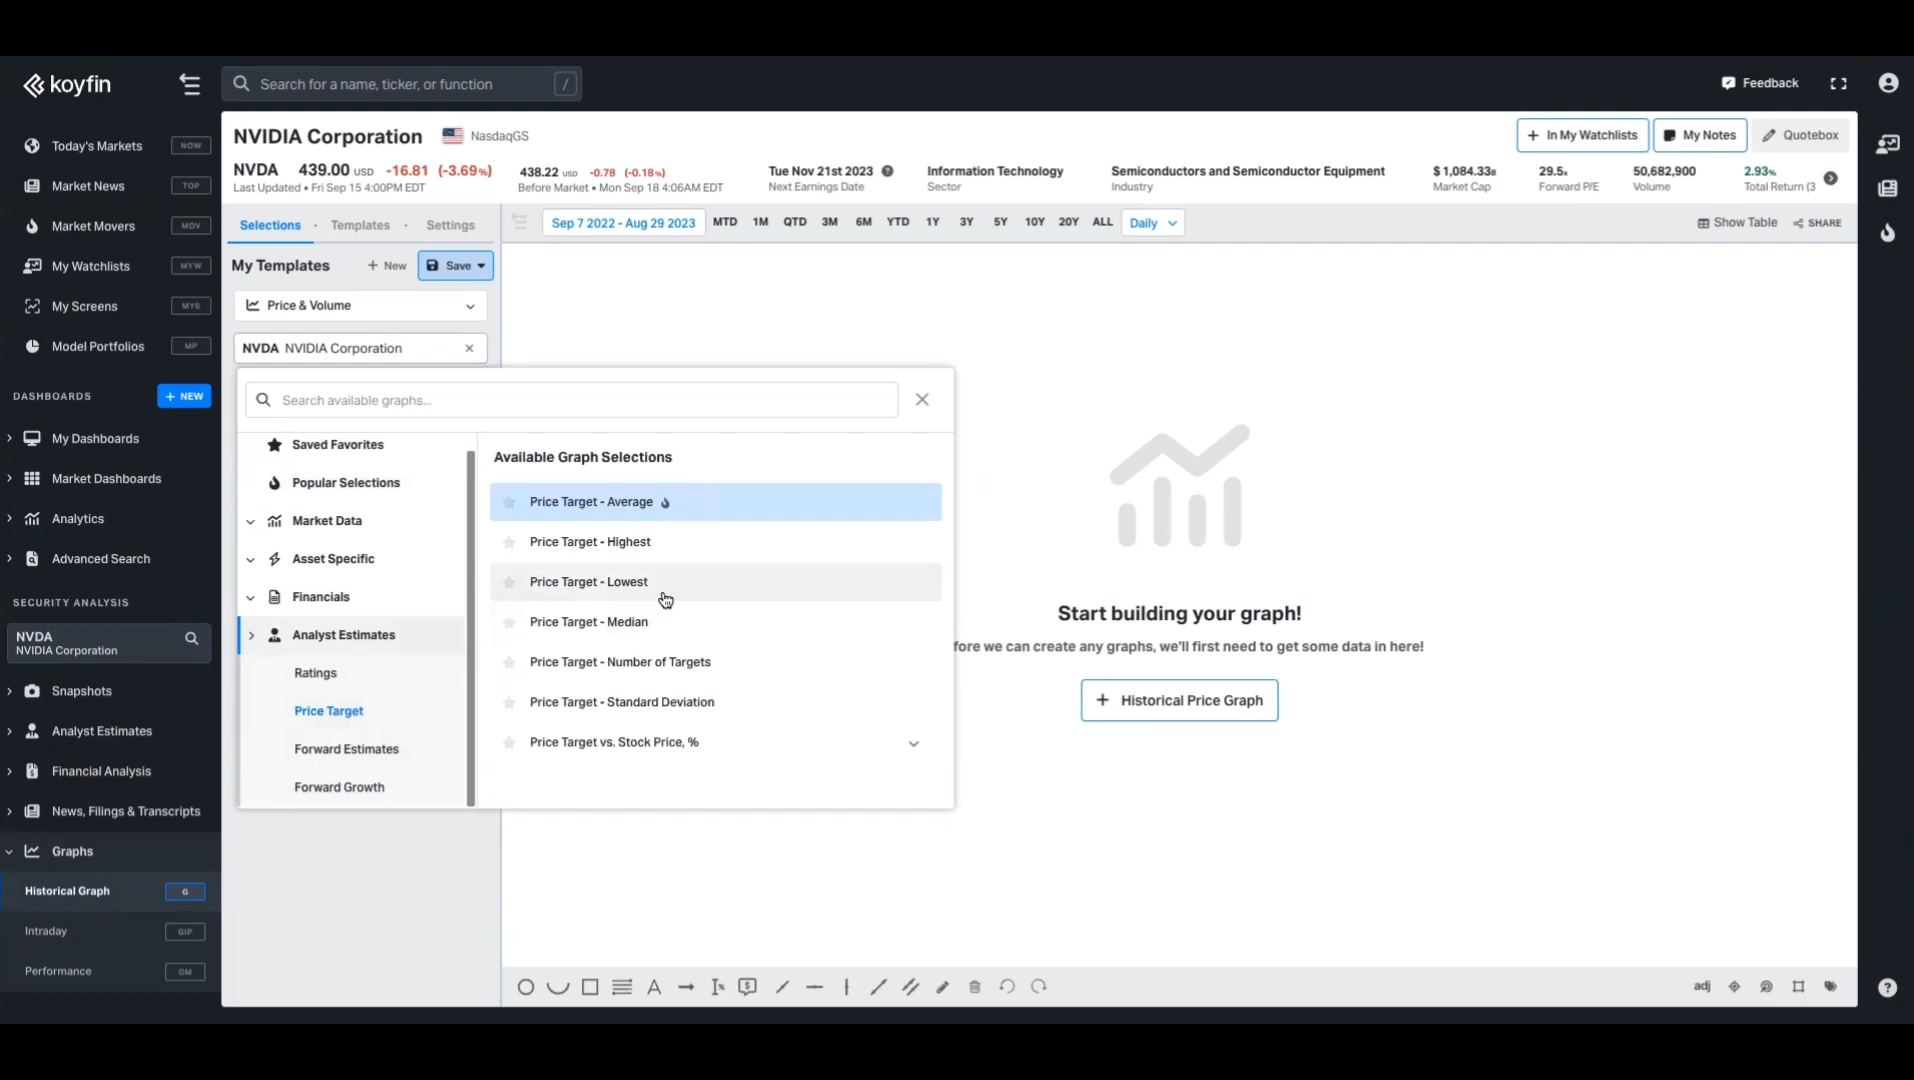 koyfin
Search for a name, ticker, or function /
Feedback
Today's Markets NOW
Market News TOP
Market Movers MOV
My Watchlists MYW
My Screens MYS
Model Portfolios MP
DASHBOARDS + NEW
My Dashboards
Market Dashboards
Analytics
Advanced Search
SECURITY ANALYSIS
NVDA
NVIDIA Corporation
Snapshots
Analyst Estimates
Financial Analysis
News, Filings & Transcripts
Graphs
Historical Graph G
Intraday GIP
Performance GM
NVIDIA Corporation NasdaqGS
+ In My Watchlists My Notes Quotebox
NVDA 439.00 USD -16.81 (-3.69%)
Last Updated • Fri Sep 15 4:00PM EDT
438.22 USD -0.78 (-0.18%)
Before Market • Mon Sep 18 4:06AM EDT
Tue Nov 21st 2023 ?
Next Earnings Date
Information Technology
Sector
Semiconductors and Semiconductor Equipment
Industry
$ 1,084.33B
Market Cap
29.5x
Forward P/E
50,682,900
Volume
2.93%
Total Return (3
Selections · Templates · Settings
Sep 7 2022 - Aug 29 2023 MTD 1M QTD 3M 6M YTD 1Y 3Y 5Y 10Y 20Y ALL Daily
Show Table SHARE
My Templates + New Save
Price & Volume
NVDA NVIDIA Corporation ×
Search available graphs...
Saved Favorites
Popular Selections
Market Data
Asset Specific
Financials
Analyst Estimates
Ratings
Price Target
Forward Estimates
Forward Growth
Available Graph Selections
Price Target - Average
Price Target - Highest
Price Target - Lowest
Price Target - Median
Price Target - Number of Targets
Price Target - Standard Deviation
Price Target vs. Stock Price, %
Start building your graph!
fore we can create any graphs, we'll first need to get some data in here!
+ Historical Price Graph
adj
?